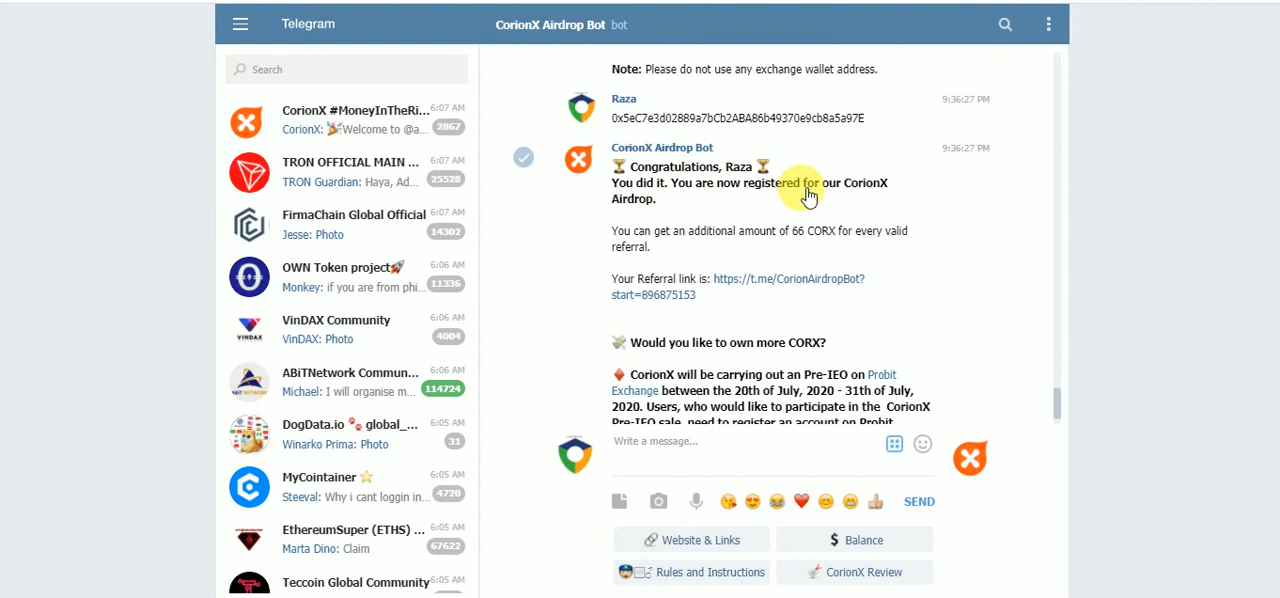 Telegram
CorionX Airdrop Bot bot
Search
CorionX #MoneyInTheRi... 6:07 AM
CorionX: 🎉Welcome to @a... 2867
TRON OFFICIAL MAIN ... 6:07 AM
TRON Guardian: Haya, Ad... 25528
FirmaChain Global Official 6:07 AM
Jesse: Photo 14302
OWN Token project🚀 6:06 AM
Monkey: if you are from phi... 11336
VinDAX Community 6:06 AM
VinDAX: Photo 4004
ABiTNetwork Commun... 6:06 AM
Michael: I will organise m... 114724
DogData.io 🐾 global_... 6:05 AM
Winarko Prima: Photo 31
MyCointainer ⭐ 6:05 AM
Steeval: Why i cant loggin in... 4720
EthereumSuper (ETHS) ... 6:05 AM
Marta Dino: Claim 67622
Teccoin Global Community 6:05 AM
Note: Please do not use any exchange wallet address.
Raza 9:36:27 PM
0x5eC7e3d02889a7bCb2ABA86b49370e9cb8a5a97E
CorionX Airdrop Bot 9:36:27 PM
⏳ Congratulations, Raza ⏳
You did it. You are now registered for our CorionX
Airdrop.
You can get an additional amount of 66 CORX for every valid
referral.
Your Referral link is: https://t.me/CorionAirdropBot?
start=896875153
💸 Would you like to own more CORX?
♦️ CorionX will be carrying out an Pre-IEO on Probit
Exchange between the 20th of July, 2020 - 31th of July,
2020. Users, who would like to participate in the CorionX
Pre-IEO sale, need to register an account on Probit
Write a message...
SEND
🔗 Website & Links
$ Balance
Rules and Instructions
CorionX Review